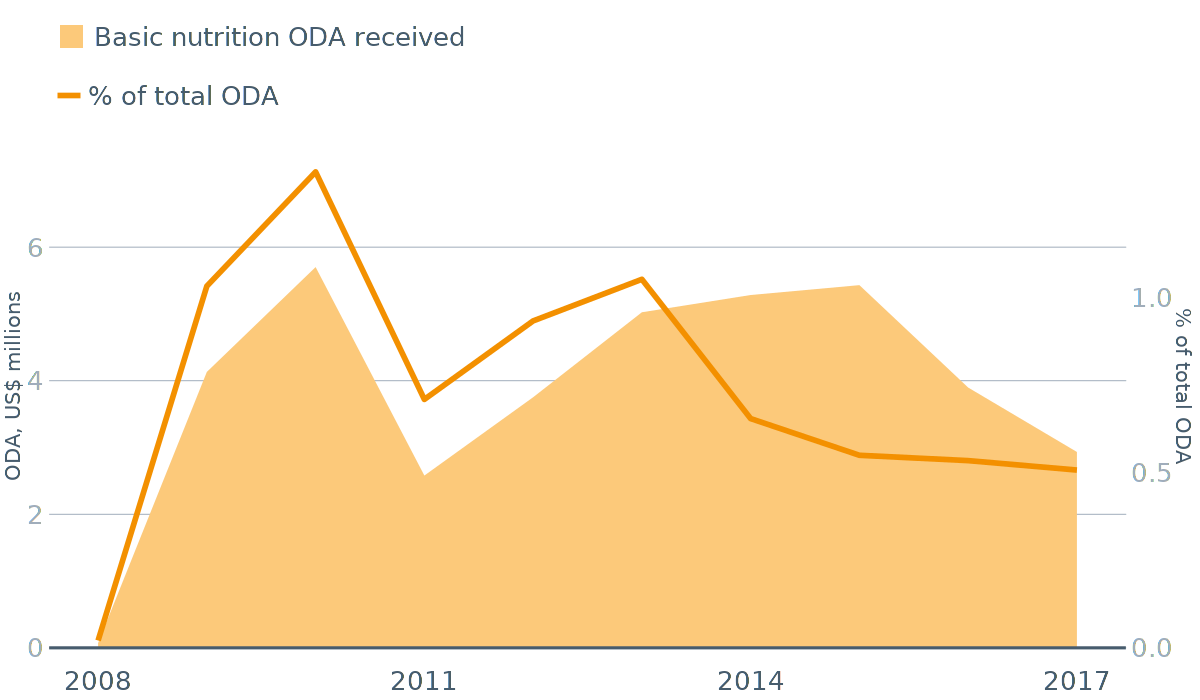 Basic nutrition ODA received
% of total ODA
ODA, US$ millions
6
4
2
0
1.0
0.5
0.0
% of total ODA
2008
2011
2014
2017